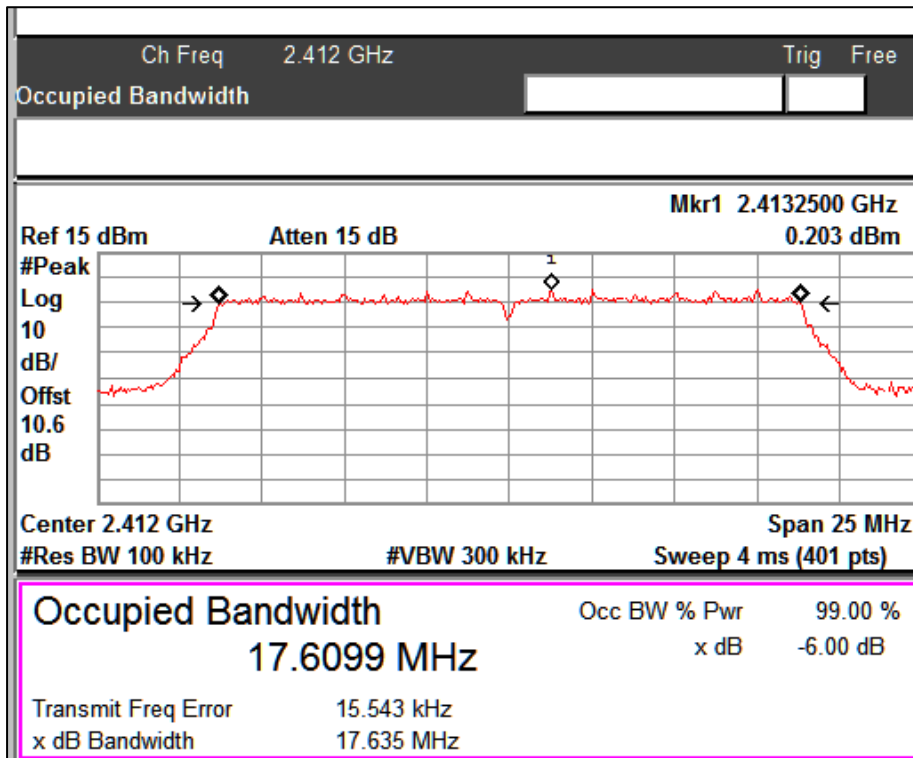 Ch Freq 2.412 GHz Trig Free
Occupied Bandwidth
Mkr1 2.4132500 GHz
Ref 15 dBm Atten 15 dB 0.203 dBm
#Peak
1
Log
10
dB/
Offst
10.6
dB
Center 2.412 GHz Span 25 MHz
#Res BW 100 kHz #VBW 300 kHz Sweep 4 ms (401 pts)
Occupied Bandwidth Occ BW % Pwr 99.00 %
17.6099 MHz x dB -6.00 dB
Transmit Freq Error 15.543 kHz
x dB Bandwidth 17.635 MHz